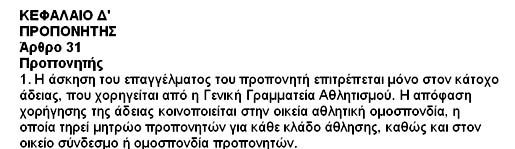 ΚΕΦΑΛΑΙΟ Δ'
ΠΡΟΠΟΝΗΤΗΣ
Άρθρο 31
Προπονητής
1. Η άσκηση του επαγγέλματος του προπονητή επιτρέπεται μόνο στον κάτοχο
άδειας, που χορηγείται από η Γενική Γραμματεία Αθλητισμού. Η απόφαση
χορήγησης της άδειας κοινοποιείται στην οικεία αθλητική ομοσπονδία, η
οποία τηρεί μητρώο προπονητών για κάθε κλάδο άθλησης, καθώς και στον
οικείο σύνδεσμο ή ομοσπονδία προπονητών.